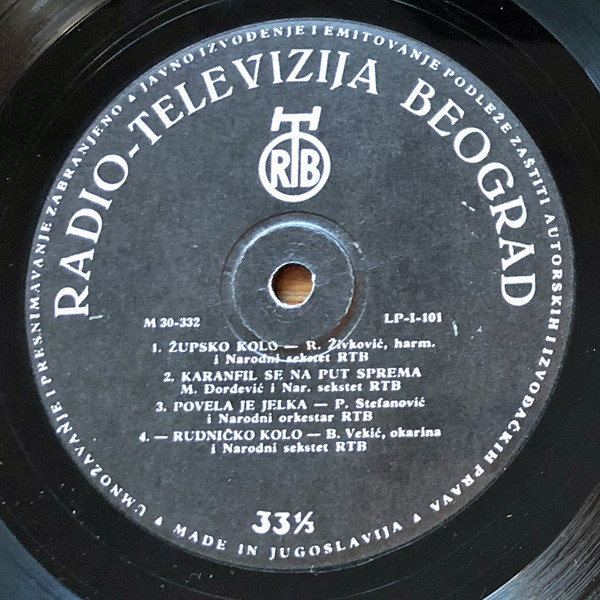 UMNOŽAVANJE I PRESNIMAVANJE ZABRANJENO ▲ JAVNO IZVOĐENJE I EMITOVANJE PODLEŽE ZAŠTITI AUTORSKIH I IZVOĐAČKIH PRAVA ▲
RADIO-TELEVIZIJA BEOGRAD
RTB
M 30-332 LP-I-101
1. ŽUPSKO KOLO — R. Živković, harm.
i Narodni sekstet RTB
2. KARANFIL SE NA PUT SPREMA
M. Đorđević i Nar. sekstet RTB
3. POVELA JE JELKA — P. Stefanović
i Narodni orkestar RTB
4. — RUDNIČKO KOLO — B. Vekić, okarina
i Narodni sekstet RTB
33⅓
MADE IN JUGOSLAVIJA